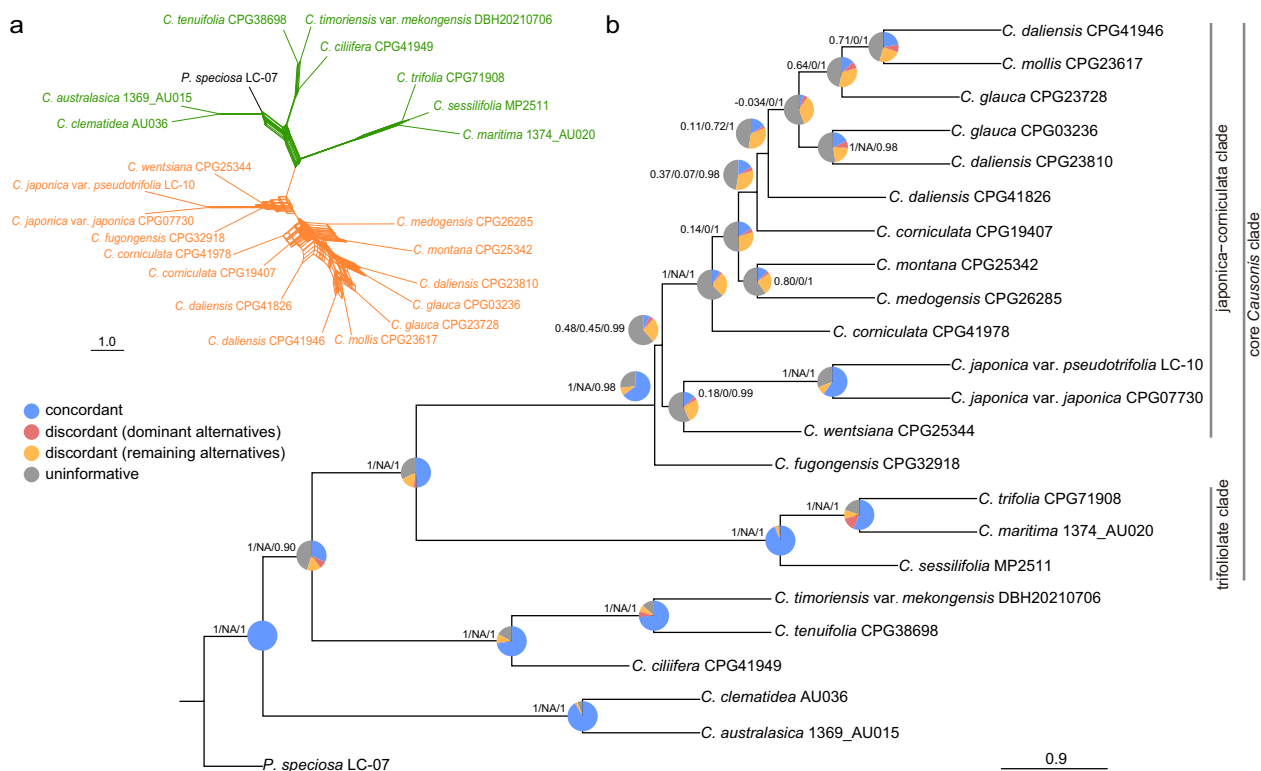 a
C. tenuifolia CPG38698
C. timoriensis var. mekongensis DBH20210706
C. ciliifera CPG41949
P. speciosa LC-07
C. trifolia CPG71908
C. australasica 1369_AU015
C. sessilifolia MP2511
C. clematidea AU036
C. maritima 1374_AU020
C. wentsiana CPG25344
C. japonica var. pseudotrifolia LC-10
C. japonica var. japonica CPG07730
C. medogensis CPG26285
C. fugongensis CPG32918
C. montana CPG25342
C. corniculata CPG41978
C. corniculata CPG19407
C. daliensis CPG23810
C. daliensis CPG41826
C. glauca CPG03236
C. glauca CPG23728
C. daliensis CPG41946
C. mollis CPG23617
1.0
concordant
discordant (dominant alternatives)
discordant (remaining alternatives)
uninformative
b
0.71/0/1
C. daliensis CPG41946
0.64/0/1
C. mollis CPG23617
-0.034/0/1
C. glauca CPG23728
0.11/0.72/1
C. glauca CPG03236
1/NA/0.98
C. daliensis CPG23810
0.37/0.07/0.98
C. daliensis CPG41826
0.14/0/1
C. corniculata CPG19407
C. montana CPG25342
1/NA/1
0.80/0/1
C. medogensis CPG26285
0.48/0.45/0.99
C. corniculata CPG41978
1/NA/0.98
1/NA/1
C. japonica var. pseudotrifolia LC-10
0.18/0/0.99
C. japonica var. japonica CPG07730
C. wentsiana CPG25344
C. fugongensis CPG32918
1/NA/1
C. trifolia CPG71908
1/NA/1
C. maritima 1374_AU020
1/NA/1
C. sessilifolia MP2511
1/NA/0.90
C. timoriensis var. mekongensis DBH20210706
1/NA/1
C. tenuifolia CPG38698
1/NA/1
1/NA/1
C. ciliifera CPG41949
C. clematidea AU036
1/NA/1
C. australasica 1369_AU015
P. speciosa LC-07
0.9
japonica–corniculata clade
trifoliolate clade
core Causonis clade